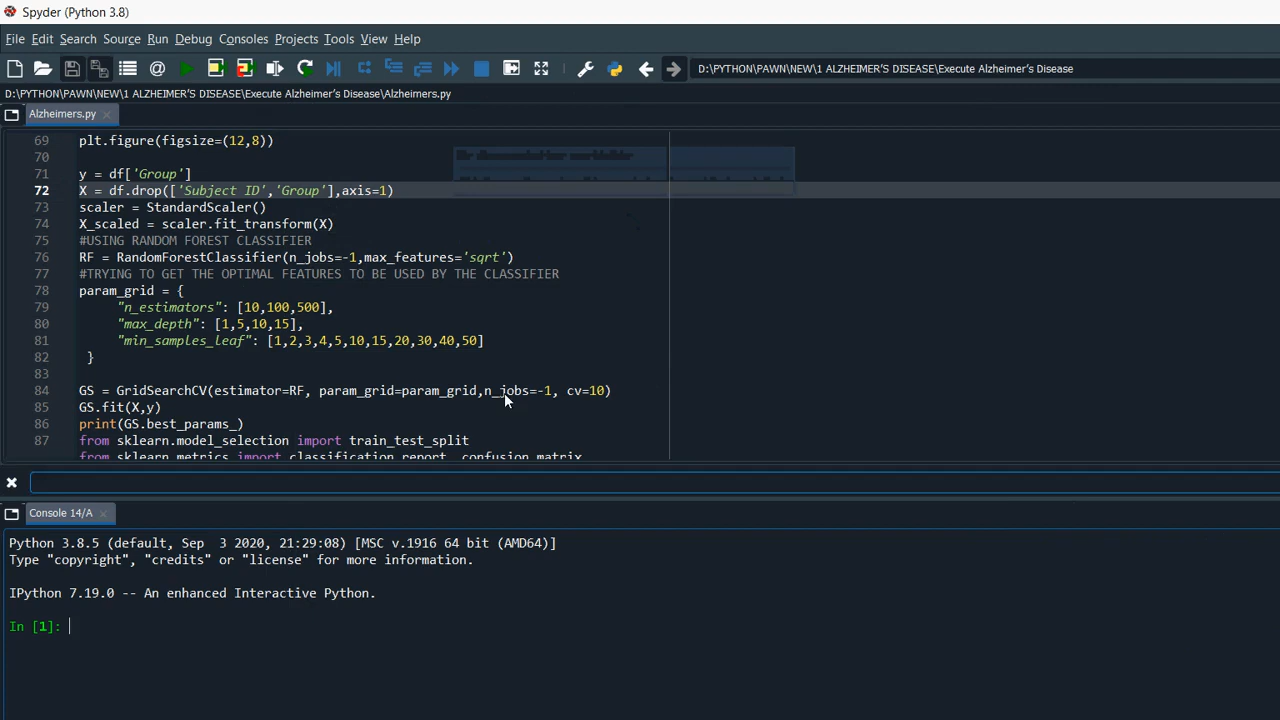 Spyder (Python 3.8)
File Edit Search Source Run Debug Consoles Projects Tools View Help
D:\PYTHON\PAWN\NEW\1 ALZHEIMER'S DISEASE\Execute Alzheimer's Disease
D:\PYTHON\PAWN\NEW\1 ALZHEIMER'S DISEASE\Execute Alzheimer's Disease\Alzheimers.py
Alzheimers.py
69 plt.figure(figsize=(12,8))
70
71 y = df['Group']
72 X = df.drop(['Subject ID','Group'],axis=1)
73 scaler = StandardScaler()
74 X_scaled = scaler.fit_transform(X)
75 #USING RANDOM FOREST CLASSIFIER
76 RF = RandomForestClassifier(n_jobs=-1,max_features='sqrt')
77 #TRYING TO GET THE OPTIMAL FEATURES TO BE USED BY THE CLASSIFIER
78 param_grid = {
79 "n_estimators": [10,100,500],
80 "max_depth": [1,5,10,15],
81 "min_samples_leaf": [1,2,3,4,5,10,15,20,30,40,50]
82 }
83
84 GS = GridSearchCV(estimator=RF, param_grid=param_grid,n_jobs=-1, cv=10)
85 GS.fit(X,y)
86 print(GS.best_params_)
87 from sklearn.model_selection import train_test_split
from sklearn.metrics import classification_report, confusion_matrix
Console 14/A
Python 3.8.5 (default, Sep  3 2020, 21:29:08) [MSC v.1916 64 bit (AMD64)]
Type "copyright", "credits" or "license" for more information.
IPython 7.19.0 -- An enhanced Interactive Python.
In [1]: